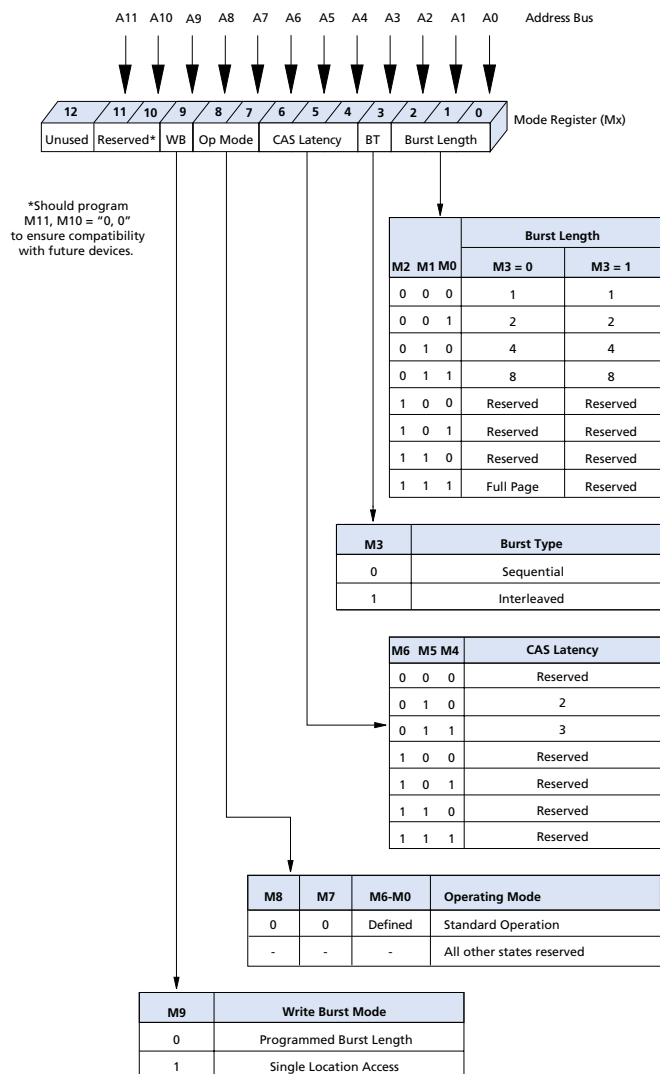 A11 A10 A9 A8 A7 A6 A5 A4 A3 A2 A1 A0 Address Bus
12 11 10 9 8 7 6 5 4 3 2 1 0
Mode Register (Mx)
Unused Reserved* WB Op Mode CAS Latency BT Burst Length
*Should program
M11, M10 = “0, 0”
to ensure compatibility
with future devices.
Burst Length
M2 M1 M0 M3 = 0 M3 = 1
0 0 0 1 1
0 0 1 2 2
0 1 0 4 4
0 1 1 8 8
1 0 0 Reserved Reserved
1 0 1 Reserved Reserved
1 1 0 Reserved Reserved
1 1 1 Full Page Reserved
M3 Burst Type
0 Sequential
1 Interleaved
M6 M5 M4 CAS Latency
0 0 0 Reserved
0 1 0 2
0 1 1 3
1 0 0 Reserved
1 0 1 Reserved
1 1 0 Reserved
1 1 1 Reserved
M8 M7 M6-M0 Operating Mode
0 0 Defined Standard Operation
- - - All other states reserved
M9 Write Burst Mode
0 Programmed Burst Length
1 Single Location Access